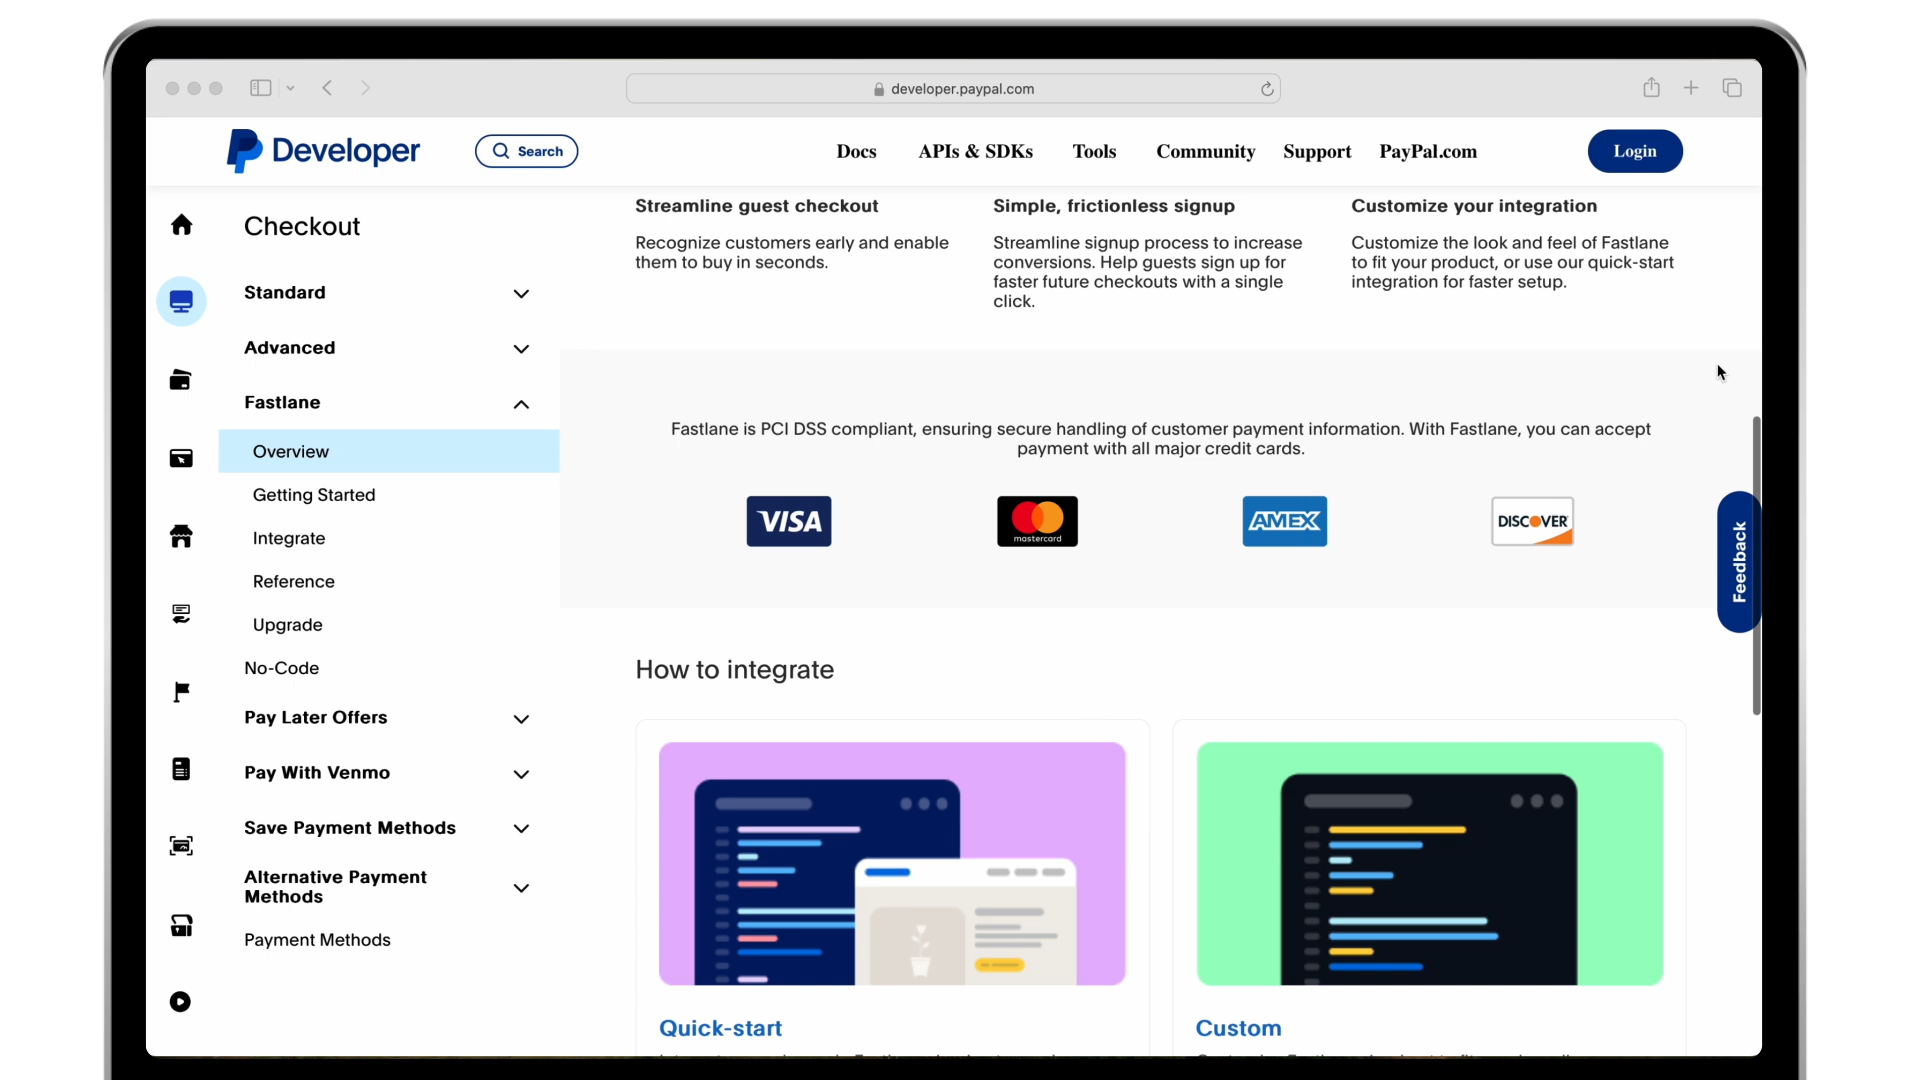 developer.paypal.com
Developer
Search
Docs
APIs & SDKs
Tools
Community
Support
PayPal.com
Login
Checkout
Standard
Advanced
Fastlane
Overview
Getting Started
Integrate
Reference
Upgrade
No-Code
Pay Later Offers
Pay With Venmo
Save Payment Methods
Alternative Payment
Methods
Payment Methods
Streamline guest checkout
Recognize customers early and enable
them to buy in seconds.
Simple, frictionless signup
Streamline signup process to increase
conversions. Help guests sign up for
faster future checkouts with a single
click.
Customize your integration
Customize the look and feel of Fastlane
to fit your product, or use our quick-start
integration for faster setup.
Fastlane is PCI DSS compliant, ensuring secure handling of customer payment information. With Fastlane, you can accept
payment with all major credit cards.
VISA
mastercard
AMEX
DISCOVER
Feedback
How to integrate
Quick-start
Custom